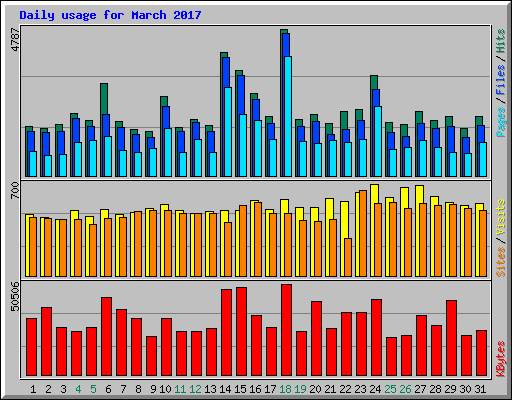 Daily usage for March 2017
4787
Pages / Files / Hits
700
Sites / Visits
50506
KBytes
1 2 3 4 5 6 7 8 9 10 11 12 13 14 15 16 17 18 19 20 21 22 23 24 25 26 27 28 29 30 31